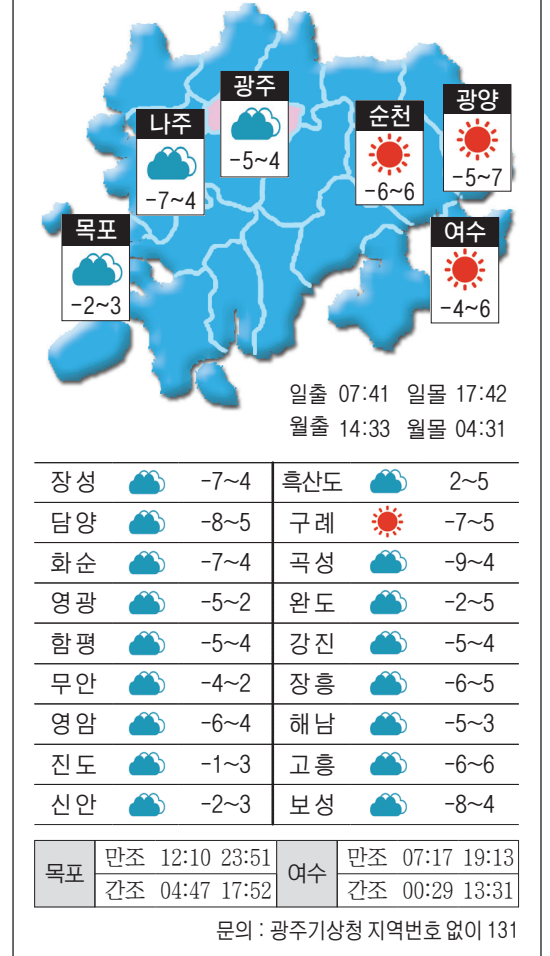 광주
-5~4
나주
-7~4
순천
-6~6
광양
-5~7
목포
-2~3
여수
-4~6
일출 07:41 일몰 17:42
월출 14:33 월몰 04:31
장성 -7~4 흑산도 2~5
담양 -8~5 구례 -7~5
화순 -7~4 곡성 -9~4
영광 -5~2 완도 -2~5
함평 -5~4 강진 -5~4
무안 -4~2 장흥 -6~5
영암 -6~4 해남 -5~3
진도 -1~3 고흥 -6~6
신안 -2~3 보성 -8~4
목포 만조 12:10 23:51 여수 만조 07:17 19:13
간조 04:47 17:52 간조 00:29 13:31
문의 : 광주기상청 지역번호 없이 131